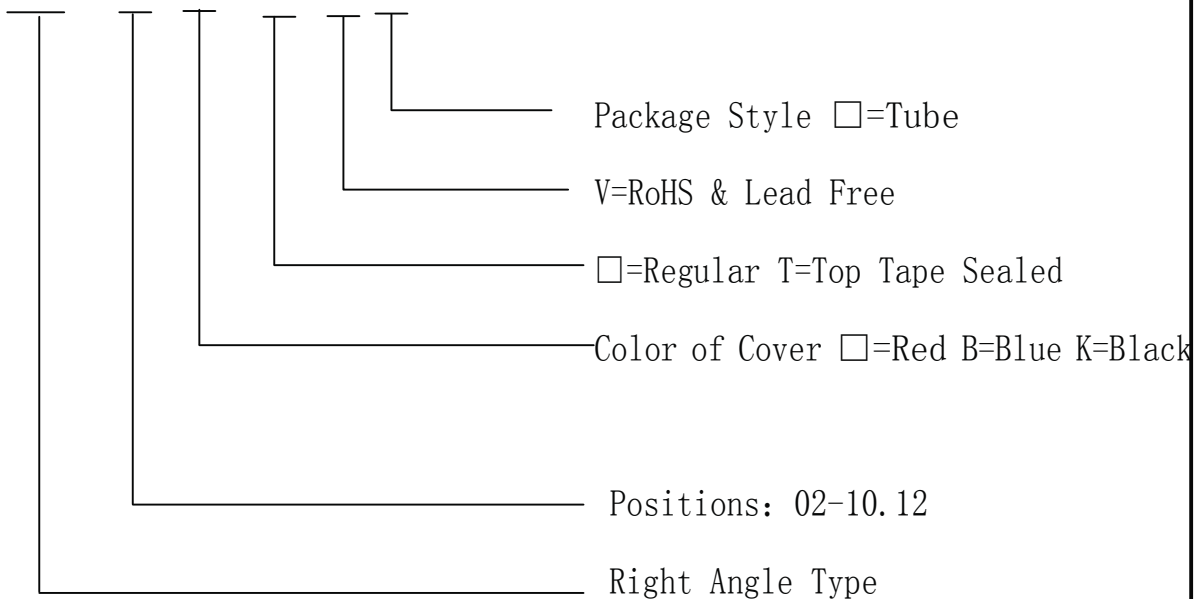 Package Style □=Tube
V=RoHS & Lead Free
□=Regular T=Top Tape Sealed
Color of Cover □=Red B=Blue K=Black
Positions: 02-10.12
Right Angle Type